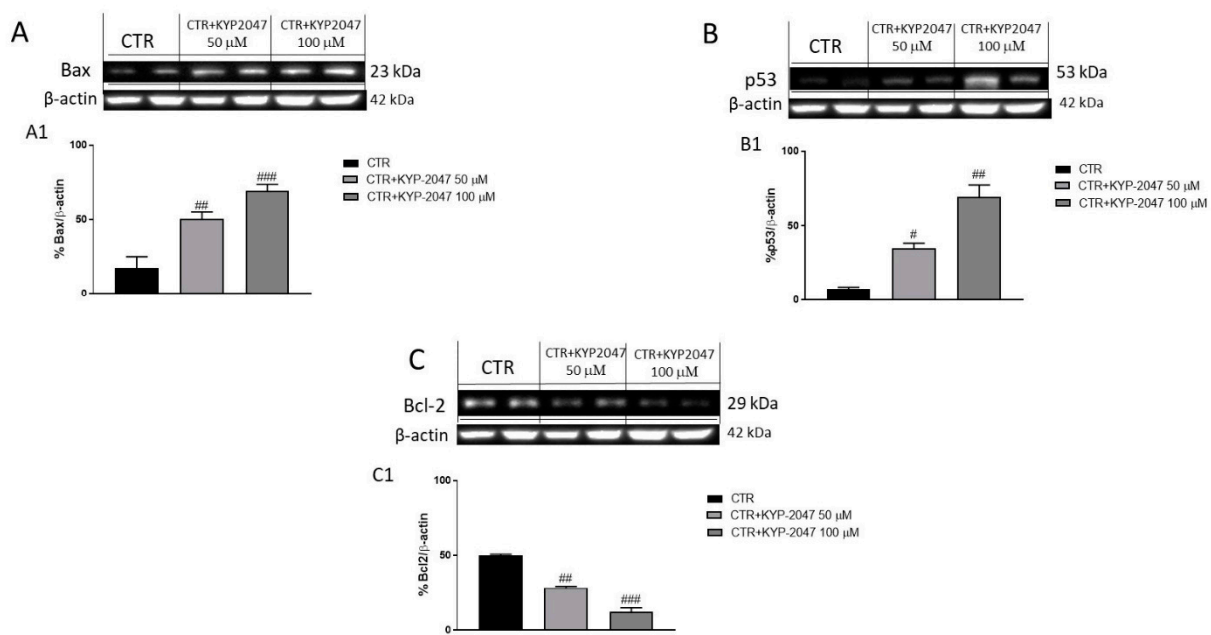 A
CTR
CTR+KYP2047
50 μM
CTR+KYP2047
100 μM
Bax
23 kDa
β-actin
42 kDa
A1
100
50
0
% Bax/β-actin
##
###
CTR
CTR+KYP-2047 50 μM
CTR+KYP-2047 100 μM
B
CTR
CTR+KYP2047
50 μM
CTR+KYP2047
100 μM
p53
53 kDa
β-actin
42 kDa
B1
100
50
0
%p53/β-actin
#
##
CTR
CTR+KYP-2047 50 μM
CTR+KYP-2047 100 μM
C
CTR
CTR+KYP2047
50 μM
CTR+KYP2047
100 μM
Bcl-2
29 kDa
β-actin
42 kDa
C1
100
50
0
% Bcl2/β-actin
##
###
CTR
CTR+KYP-2047 50 μM
CTR+KYP-2047 100 μM